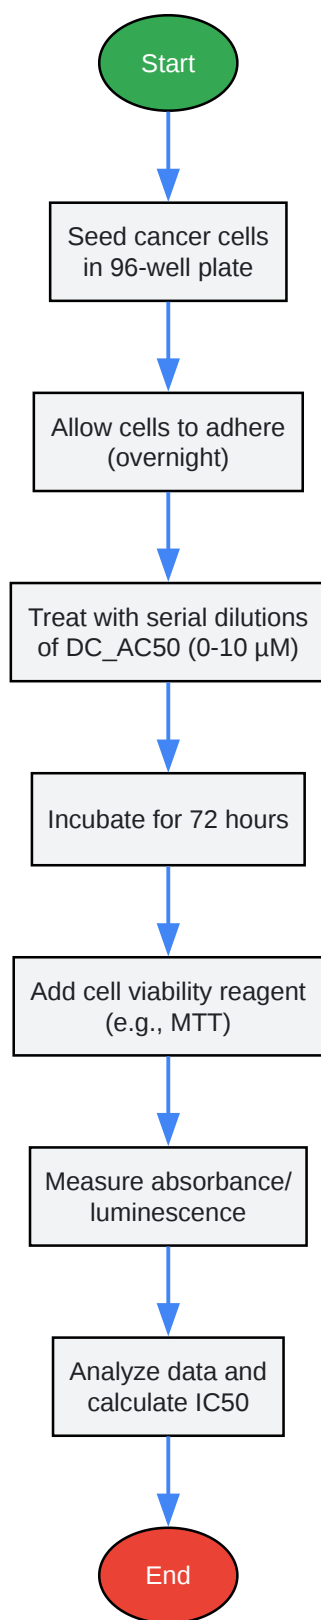 Start
Seed cancer cells
in 96-well plate
Allow cells to adhere
(overnight)
Treat with serial dilutions
of DC_AC50 (0-10 µM)
Incubate for 72 hours
Add cell viability reagent
(e.g., MTT)
Measure absorbance/
luminescence
Analyze data and
calculate IC50
End